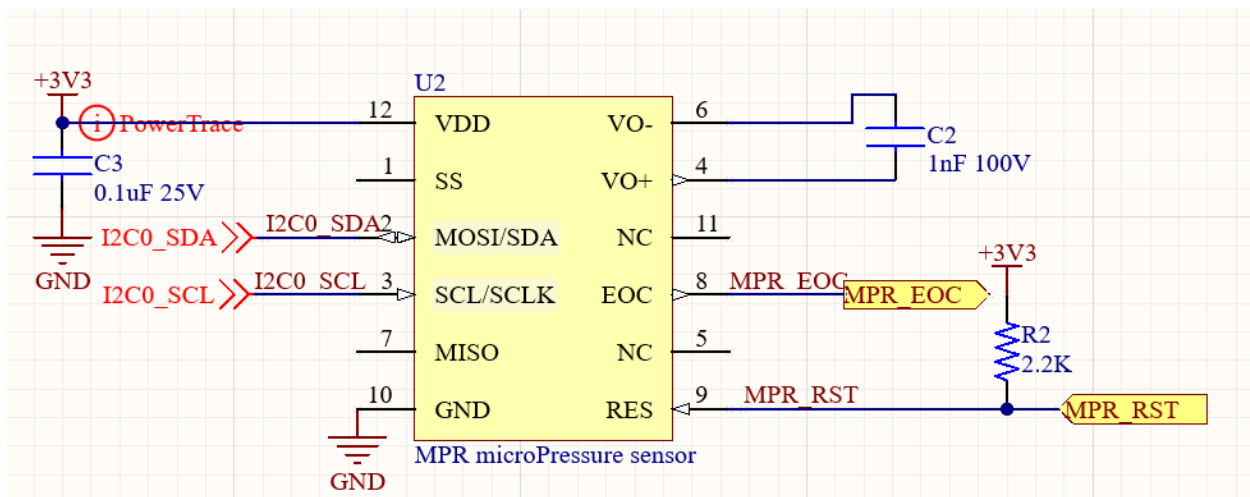 +3V3
i PowerTrace
C3
0.1uF 25V
GND
I2C0_SDA
I2C0_SDA
I2C0_SCL
I2C0_SCL
GND
U2
12 VDD
1 SS
2 MOSI/SDA
3 SCL/SCLK
7 MISO
10 GND
VO- 6
VO+ 4
NC 11
EOC 8
NC 5
RES 9
MPR microPressure sensor
C2
1nF 100V
MPR_EOC
MPR_EOC
+3V3
R2
2.2K
MPR_RST
MPR_RST